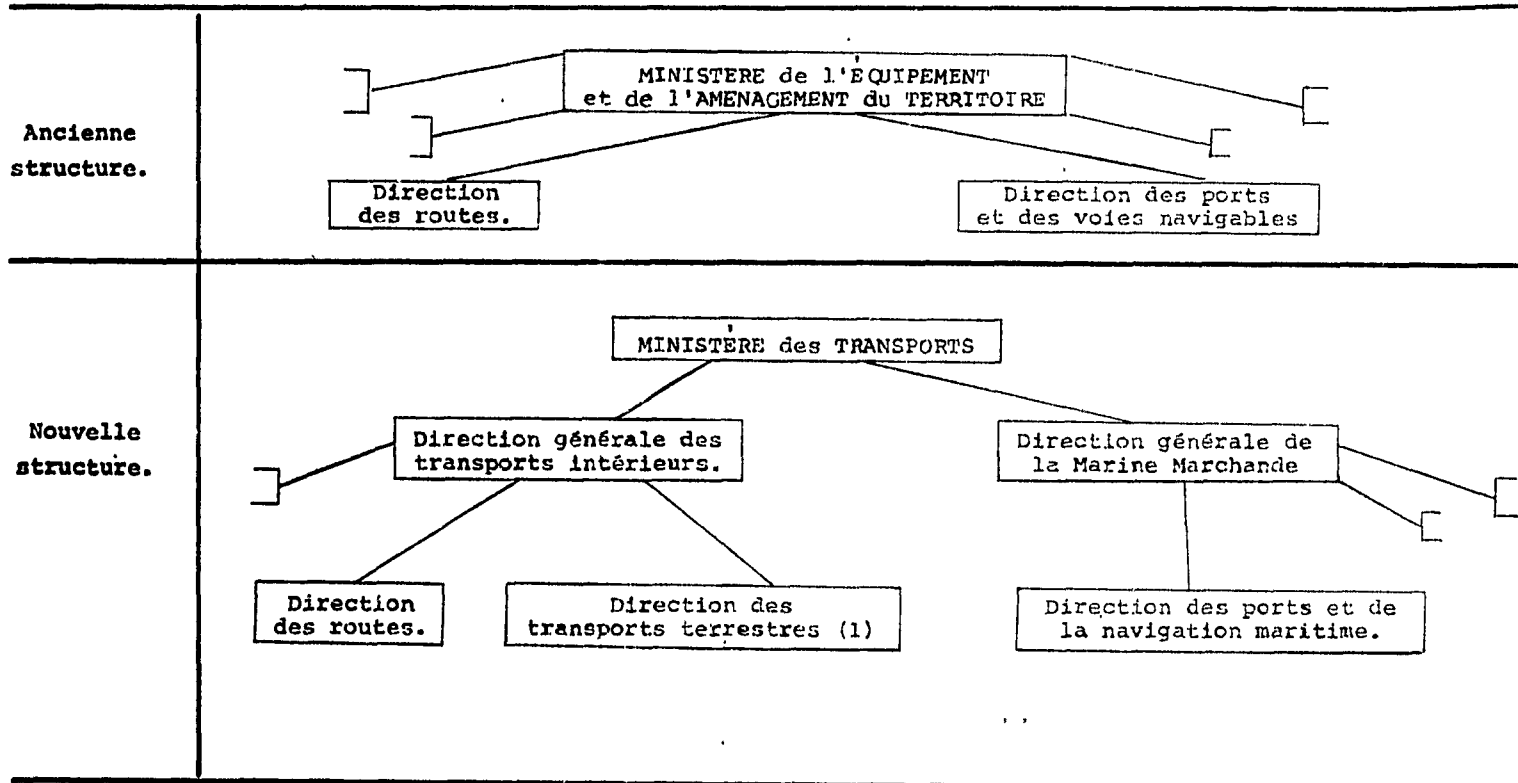 Ancienne
structure.
MINISTERE de l'ÉQUIPEMENT
et de l'AMENAGEMENT du TERRITOIRE
Direction
des routes.
Direction des ports
et des voies navigables
Nouvelle
structure.
MINISTÈRE des TRANSPORTS
Direction générale des
transports intérieurs.
Direction générale de
la Marine Marchande
Direction
des routes.
Direction des
transports terrestres (1)
Direction des ports et de
la navigation maritime.